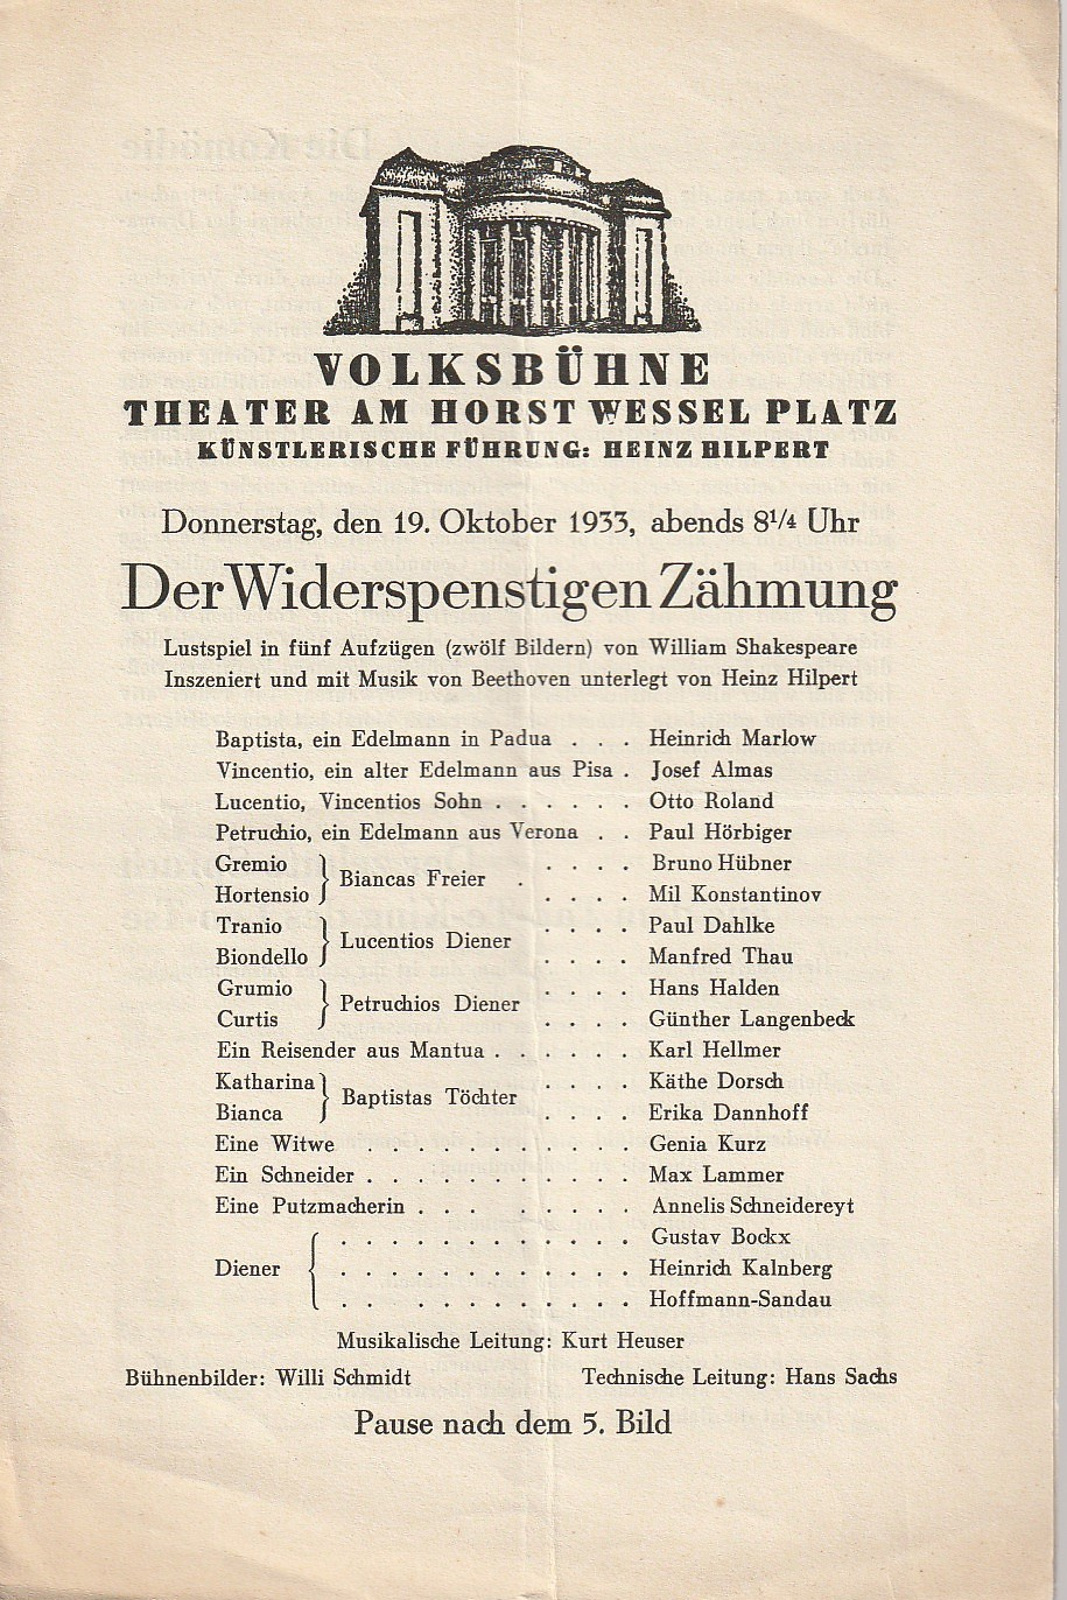 VOLKSBÜHNE
THEATER AM HORST WESSEL PLATZ
KÜNSTLERISCHE FÜHRUNG: HEINZ HILPERT
Donnerstag, den 19. Oktober 1933, abends 8¼ Uhr
Der Widerspenstigen Zähmung
Lustspiel in fünf Aufzügen (zwölf Bildern) von William Shakespeare
Inszeniert und mit Musik von Beethoven unterlegt von Heinz Hilpert
Baptista, ein Edelmann in Padua . . . Heinrich Marlow
Vincentio, ein alter Edelmann aus Pisa . Josef Almas
Lucentio, Vincentios Sohn . . . . . . Otto Roland
Petruchio, ein Edelmann aus Verona . . Paul Hörbiger
Gremio . . . . Bruno Hübner
} Biancas Freier .
Hortensio . . . . Mil Konstantinov
Tranio . . . . Paul Dahlke
} Lucentios Diener
Biondello . . . . Manfred Thau
Grumio . . . . Hans Halden
} Petruchios Diener
Curtis . . . . Günther Langenbeck
Ein Reisender aus Mantua . . . . . . Karl Hellmer
Katharina . . . . Käthe Dorsch
} Baptistas Töchter
Bianca . . . . Erika Dannhoff
Eine Witwe . . . . . . . . . . . Genia Kurz
Ein Schneider . . . . . . . . . . . Max Lammer
Eine Putzmacherin . . . . . . . . Annelis Schneidereyt
. . . . . . . . . . . . Gustav Bockx
Diener { . . . . . . . . . . . . Heinrich Kalnberg
. . . . . . . . . . . Hoffmann-Sandau
Musikalische Leitung: Kurt Heuser
Bühnenbilder: Willi Schmidt Technische Leitung: Hans Sachs
Pause nach dem 5. Bild